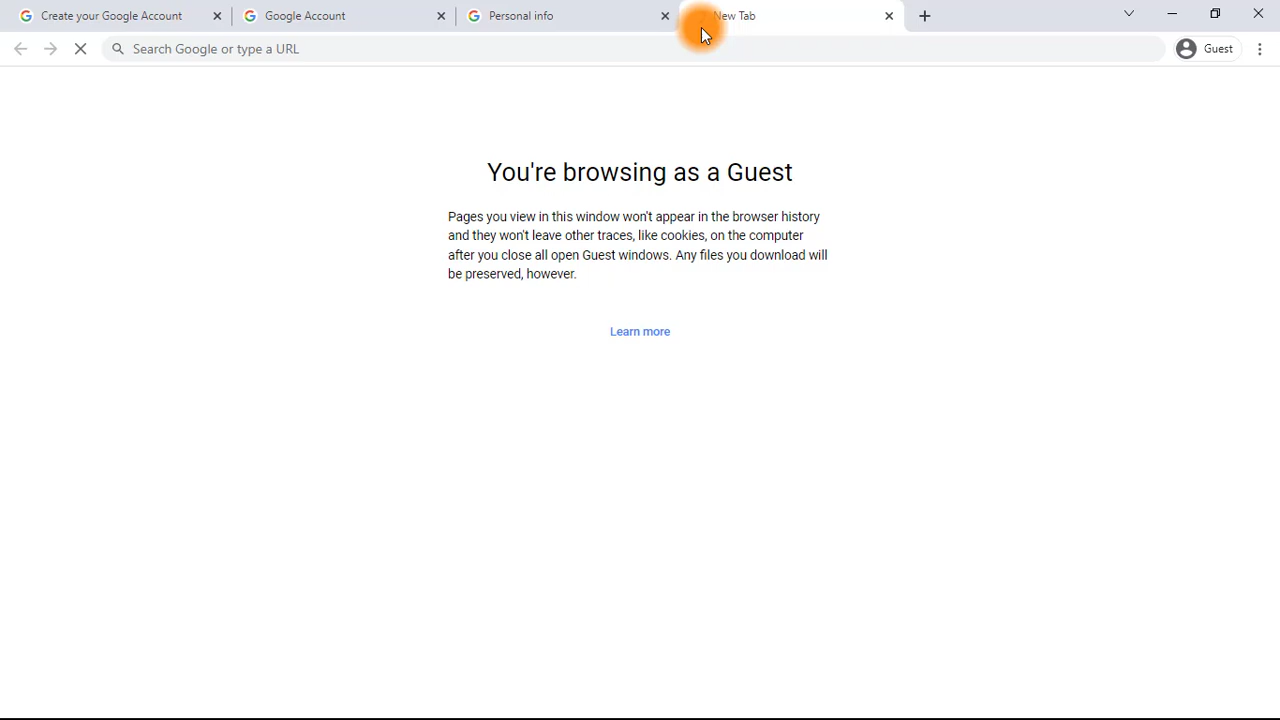 Create your Google Account
Google Account
Personal info
New Tab
Search Google or type a URL
Guest
You're browsing as a Guest
Pages you view in this window won't appear in the browser history
and they won't leave other traces, like cookies, on the computer
after you close all open Guest windows. Any files you download will
be preserved, however.
Learn more